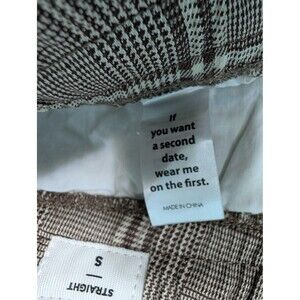 If
you want
a second
date,
wear me
on the first.
MADE IN CHINA
STRAIGHT
S